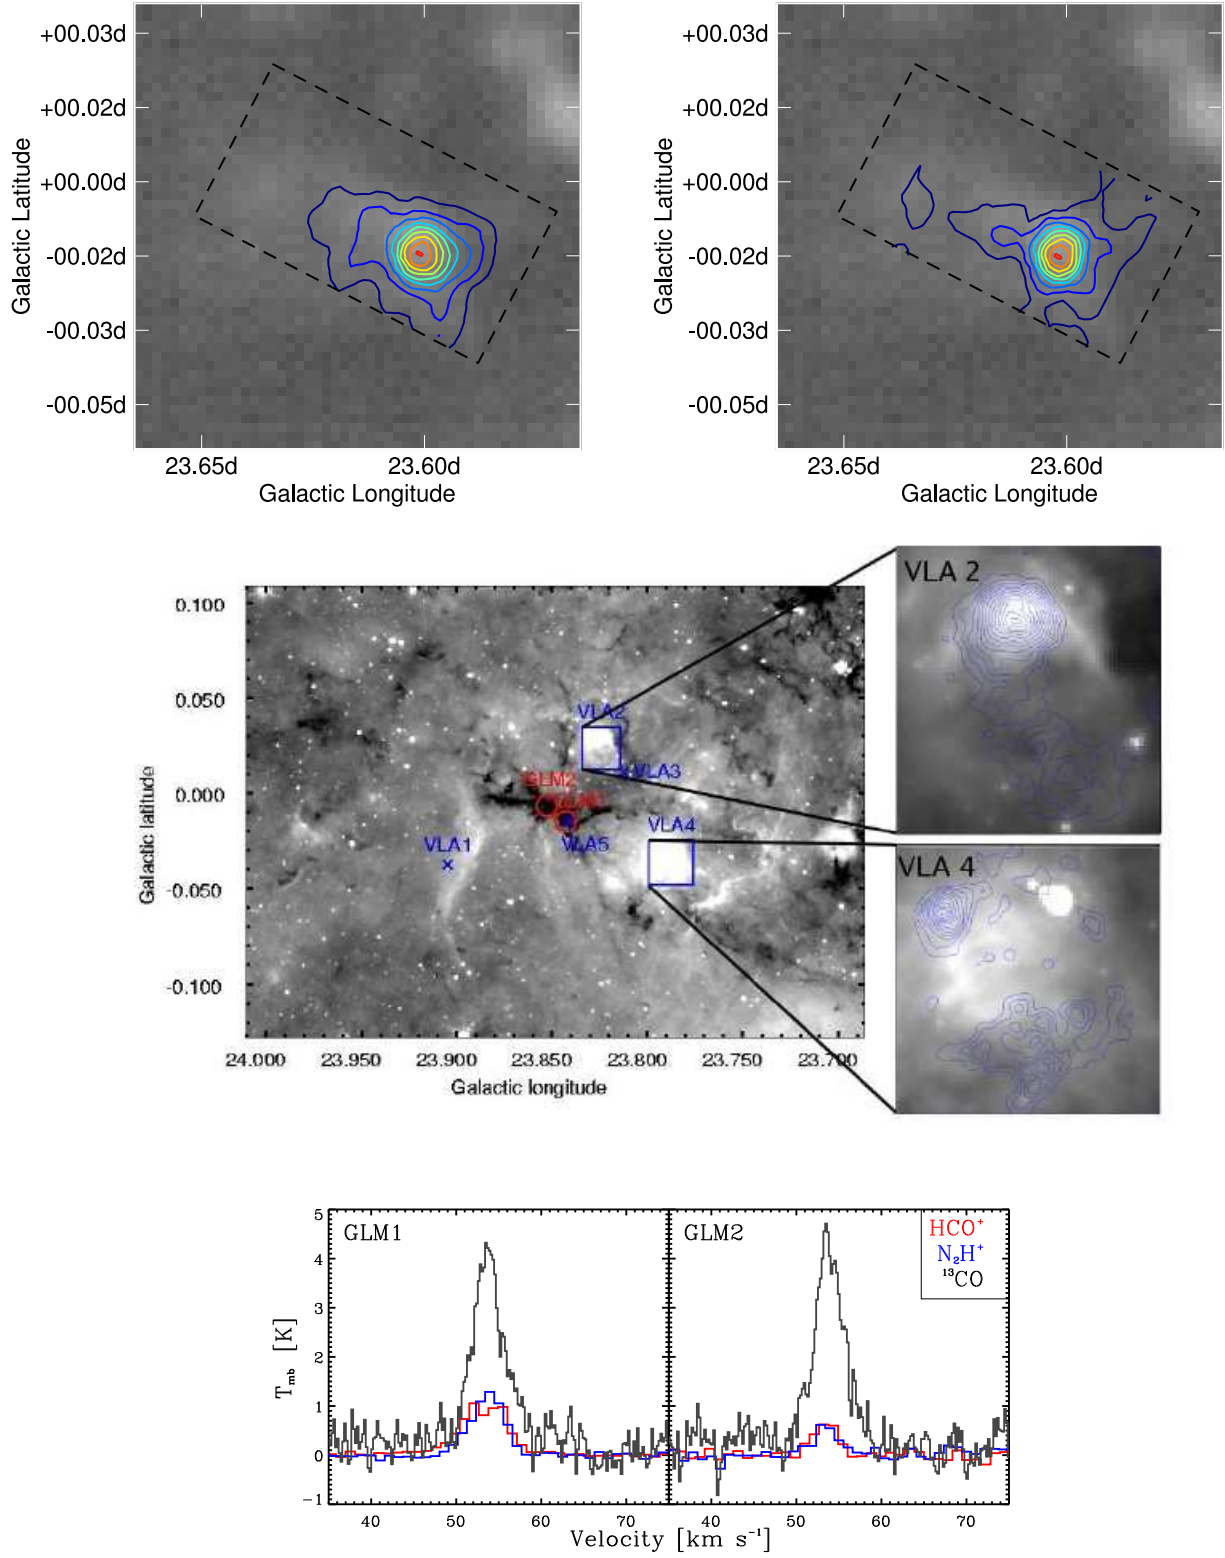 +00.03d
+00.02d
+00.00d
-00.02d
-00.03d
-00.05d
Galactic Latitude
23.65d 23.60d
Galactic Longitude
+00.03d
+00.02d
+00.00d
-00.02d
-00.03d
-00.05d
Galactic Latitude
23.65d 23.60d
Galactic Longitude
0.100
0.050
0.000
-0.050
-0.100
Galactic latitude
VLA2
VLA3
GLM2
VLA4
VLA1
VLA5
24.000 23.950 23.900 23.850 23.800 23.750 23.700
Galactic longitude
VLA 2
VLA 4
GLM1
GLM2
HCO⁺
N₂H⁺
¹³CO
5
4
3
2
1
0
−1
T_mb [K]
40 50 60 70 40 50 60 70
Velocity [km s⁻¹]